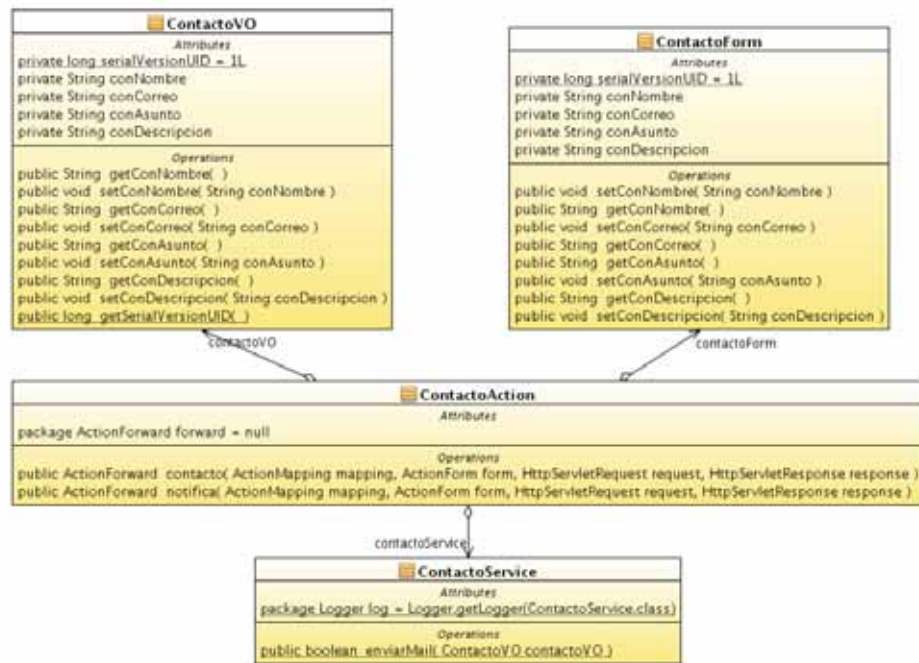 ContactoVO
Attributes
private long serialVersionUID = 1L
private String conNombre
private String conCorreo
private String conAsunto
private String conDescripcion
Operations
public String getConNombre( )
public void setConNombre( String conNombre )
public String getConCorreo( )
public void setConCorreo( String conCorreo )
public String getConAsunto( )
public void setConAsunto( String conAsunto )
public String getConDescripcion( )
public void setConDescripcion( String conDescripcion )
public long getSerialVersionUID( )
ContactoForm
Attributes
private long serialVersionUID = 1L
private String conNombre
private String conCorreo
private String conAsunto
private String conDescripcion
Operations
public void setConNombre( String conNombre )
public String getConNombre( )
public void setConCorreo( String conCorreo )
public String getConCorreo( )
public String getConAsunto( )
public void setConAsunto( String conAsunto )
public String getConDescripcion( )
public void setConDescripcion( String conDescripcion )
contactoVO
contactoForm
ContactoAction
Attributes
package ActionForward forward = null
Operations
public ActionForward contacto( ActionMapping mapping, ActionForm form, HttpServletRequest request, HttpServletResponse response )
public ActionForward notifica( ActionMapping mapping, ActionForm form, HttpServletRequest request, HttpServletResponse response )
contactoService
ContactoService
Attributes
package Logger log = Logger.getLogger(ContactoService.class)
Operations
public boolean enviarMail( ContactoVO contactoVO )